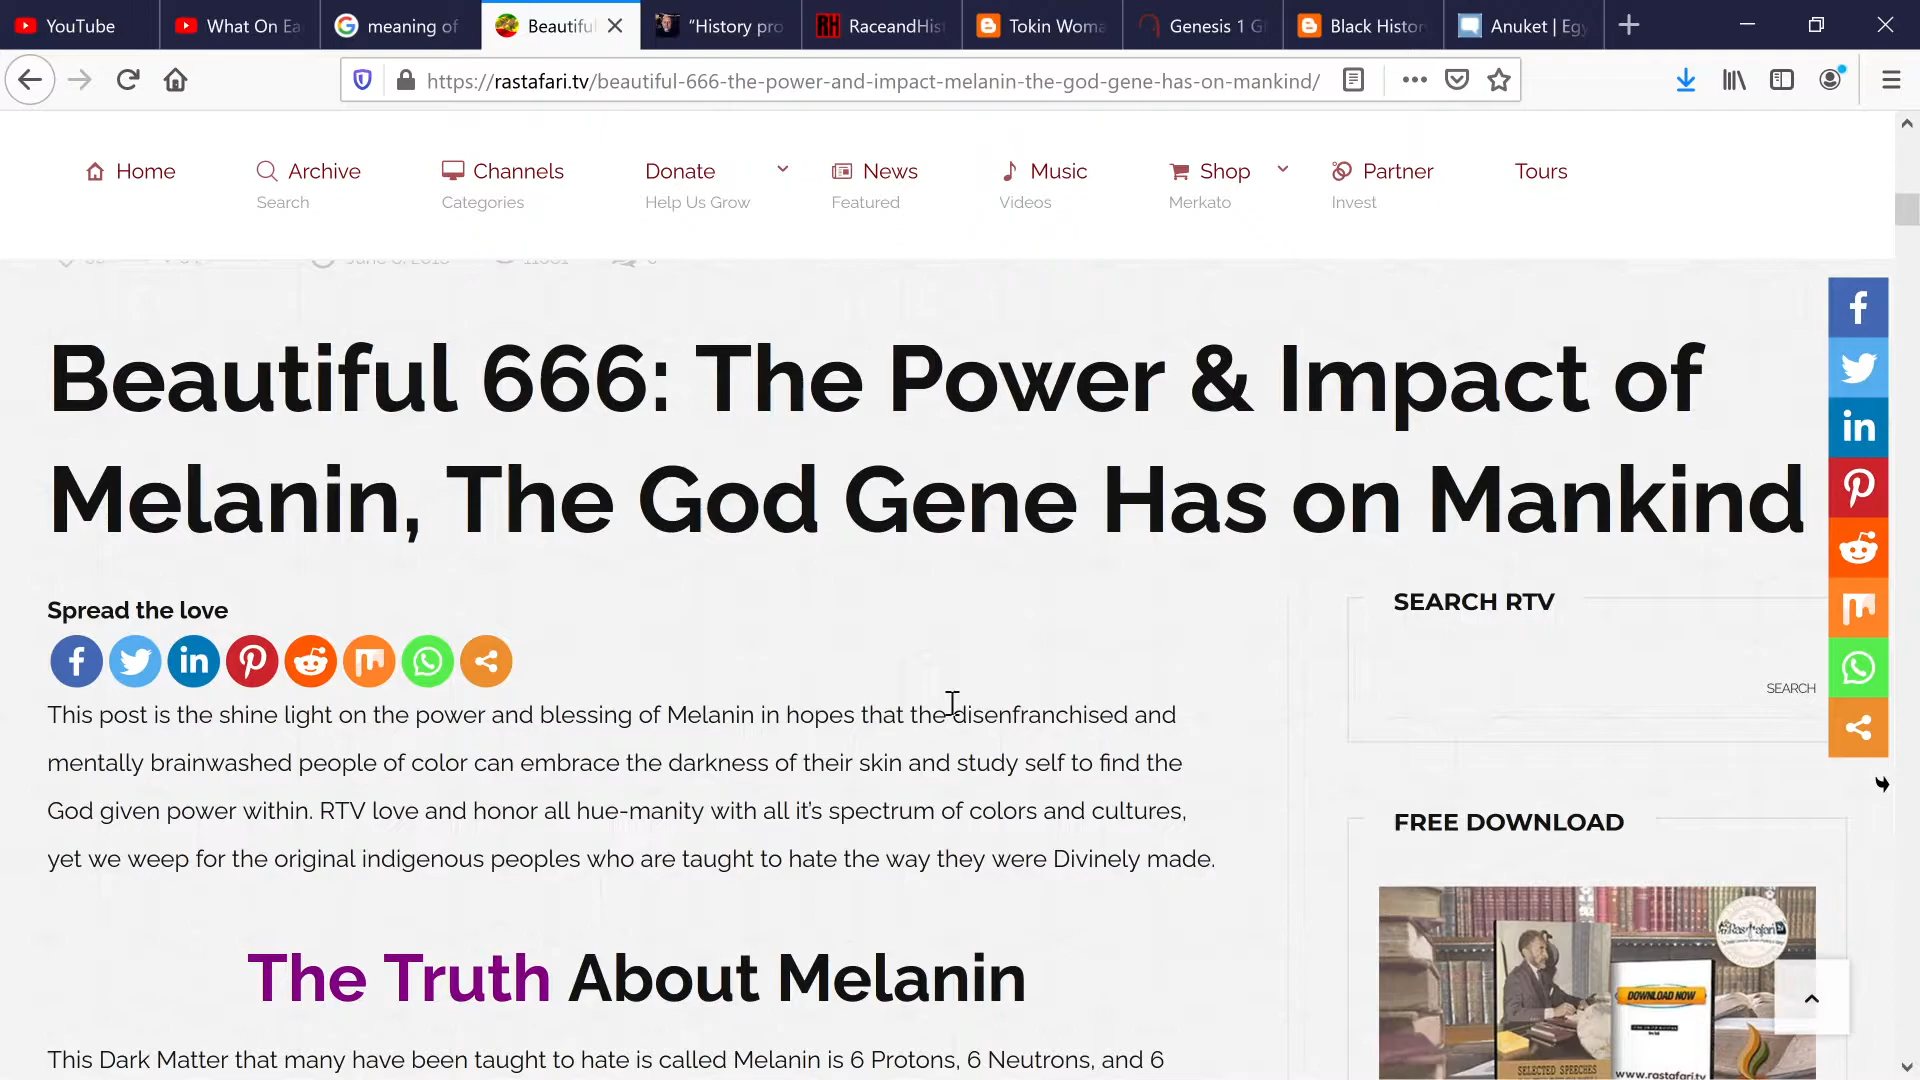 YouTube
What On Ea
meaning of
Beautiful
"History pro
RaceandHist
Tokin Woma
Genesis 1 G
Black Histor
Anuket | Egy
https://rastafari.tv/beautiful-666-the-power-and-impact-melanin-the-god-gene-has-on-mankind/
Home
Archive
Search
Channels
Categories
Donate
Help Us Grow
News
Featured
Music
Videos
Shop
Merkato
Partner
Invest
Tours
Beautiful 666: The Power & Impact of
Melanin, The God Gene Has on Mankind
Spread the love
This post is the shine light on the power and blessing of Melanin in hopes that the disenfranchised and
mentally brainwashed people of color can embrace the darkness of their skin and study self to find the
God given power within. RTV love and honor all hue-manity with all it's spectrum of colors and cultures,
yet we weep for the original indigenous peoples who are taught to hate the way they were Divinely made.
The Truth About Melanin
This Dark Matter that many have been taught to hate is called Melanin is 6 Protons, 6 Neutrons, and 6
SEARCH RTV
SEARCH
FREE DOWNLOAD
DOWNLOAD NOW
SELECTED SPEECHES
www.rastafari.tv